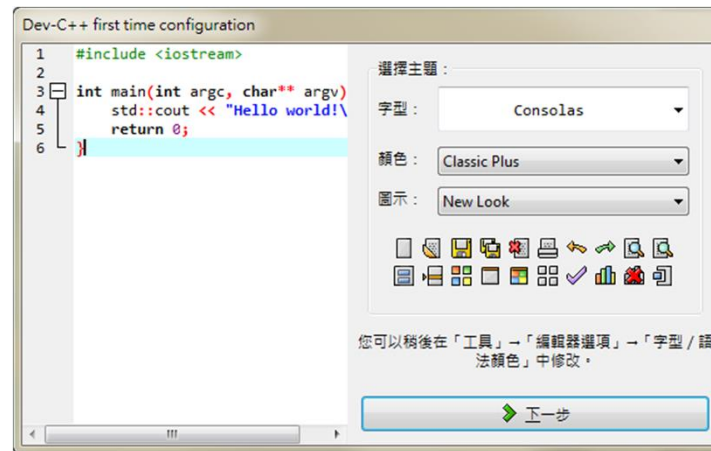 Dev-C++ first time configuration
1 #include <iostream>
2
3 int main(int argc, char** argv)
4 std::cout << "Hello world!\
5 return 0;
6 }
選擇主題：
字型： Consolas
顏色： Classic Plus
圖示： New Look
您可以稍後在「工具」→「編輯器選項」→「字型 / 語
法顏色」中修改。
下一步